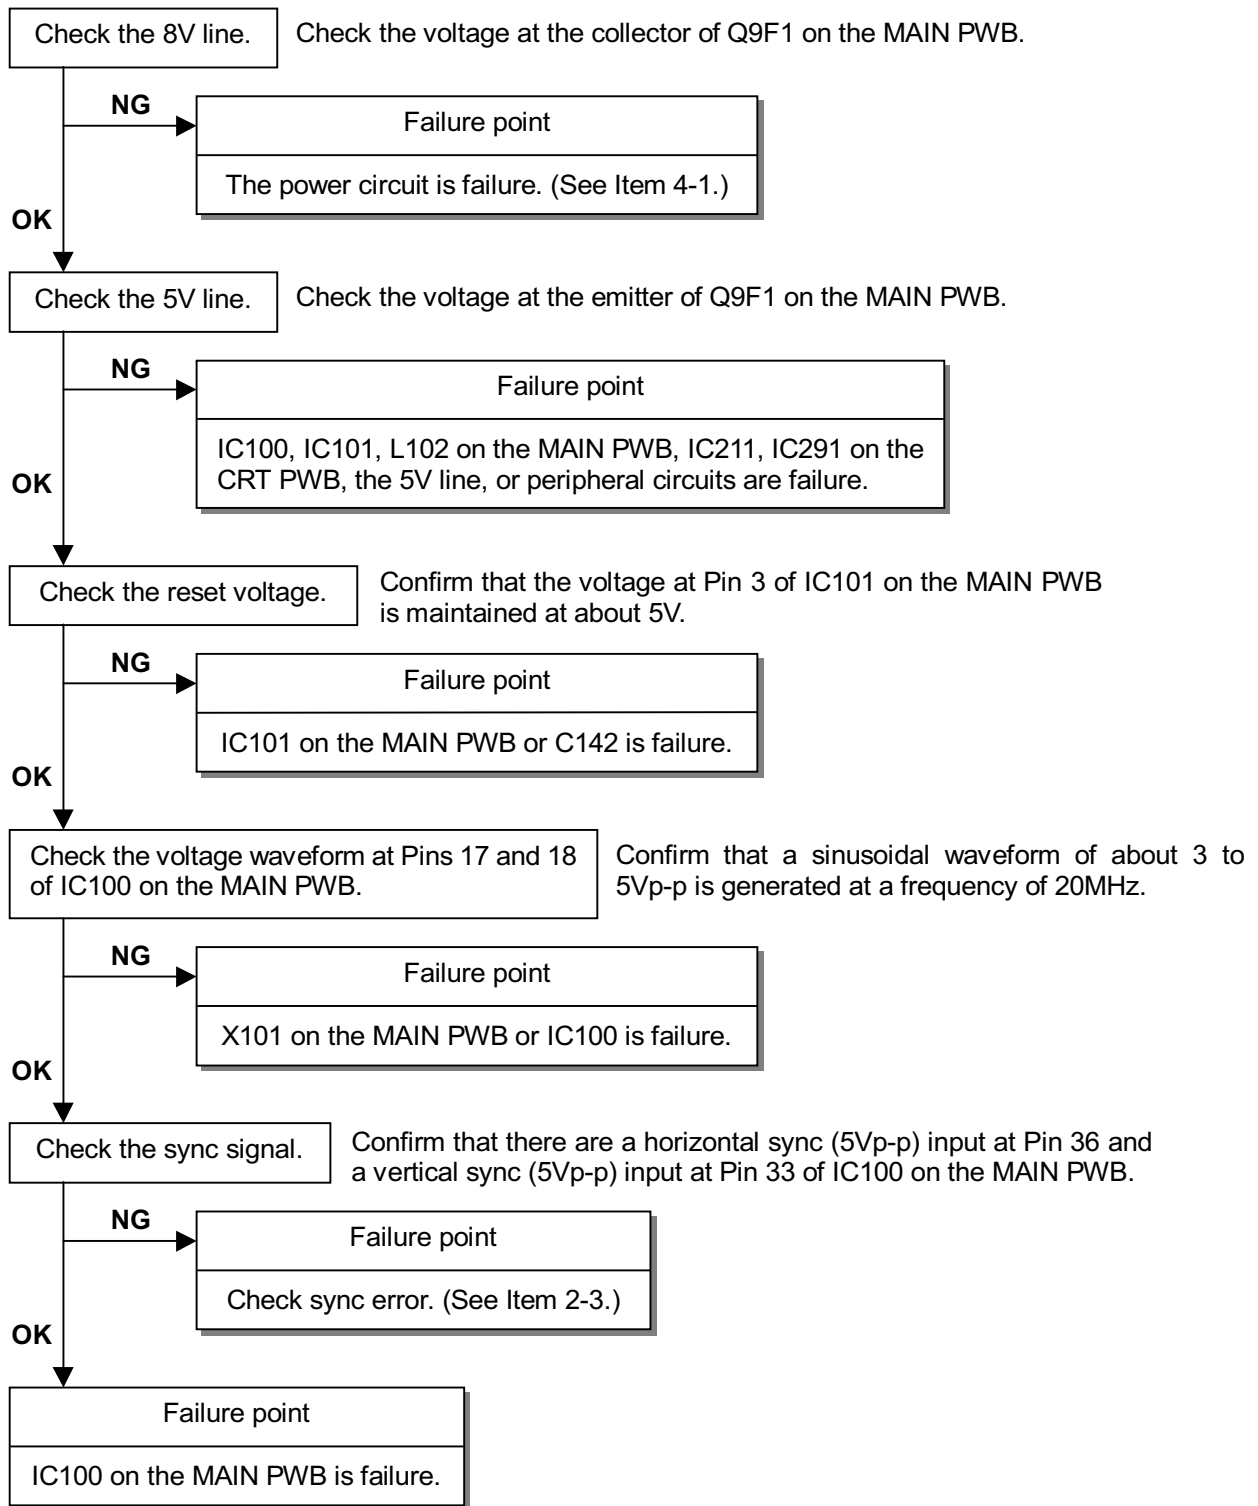 Check the 8V line.
Check the voltage at the collector of Q9F1 on the MAIN PWB.
NG
Failure point
The power circuit is failure. (See Item 4-1.)
OK
Check the 5V line.
Check the voltage at the emitter of Q9F1 on the MAIN PWB.
NG
Failure point
IC100, IC101, L102 on the MAIN PWB, IC211, IC291 on the
CRT PWB, the 5V line, or peripheral circuits are failure.
OK
Check the reset voltage.
Confirm that the voltage at Pin 3 of IC101 on the MAIN PWB
is maintained at about 5V.
NG
Failure point
IC101 on the MAIN PWB or C142 is failure.
OK
Check the voltage waveform at Pins 17 and 18
of IC100 on the MAIN PWB.
Confirm that a sinusoidal waveform of about 3 to
5Vp-p is generated at a frequency of 20MHz.
NG
Failure point
X101 on the MAIN PWB or IC100 is failure.
OK
Check the sync signal.
Confirm that there are a horizontal sync (5Vp-p) input at Pin 36 and
a vertical sync (5Vp-p) input at Pin 33 of IC100 on the MAIN PWB.
NG
Failure point
Check sync error. (See Item 2-3.)
OK
Failure point
IC100 on the MAIN PWB is failure.